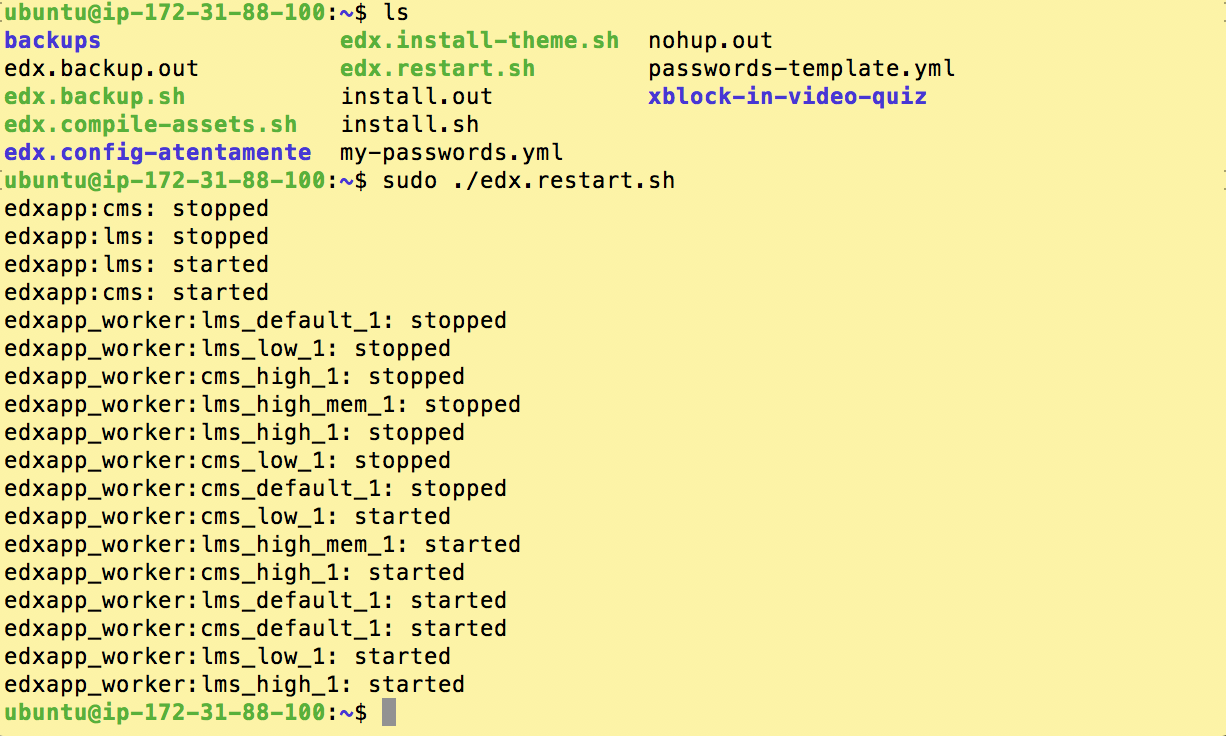 ubuntu@ip-172-31-88-100:~$ ls
backups edx.install-theme.sh nohup.out
edx.backup.out edx.restart.sh passwords-template.yml
edx.backup.sh install.out xblock-in-video-quiz
edx.compile-assets.sh install.sh
edx.config-atentamente my-passwords.yml
ubuntu@ip-172-31-88-100:~$ sudo ./edx.restart.sh
edxapp:cms: stopped
edxapp:lms: stopped
edxapp:lms: started
edxapp:cms: started
edxapp_worker:lms_default_1: stopped
edxapp_worker:lms_low_1: stopped
edxapp_worker:cms_high_1: stopped
edxapp_worker:lms_high_mem_1: stopped
edxapp_worker:lms_high_1: stopped
edxapp_worker:cms_low_1: stopped
edxapp_worker:cms_default_1: stopped
edxapp_worker:cms_low_1: started
edxapp_worker:lms_high_mem_1: started
edxapp_worker:cms_high_1: started
edxapp_worker:lms_default_1: started
edxapp_worker:cms_default_1: started
edxapp_worker:lms_low_1: started
edxapp_worker:lms_high_1: started
ubuntu@ip-172-31-88-100:~$